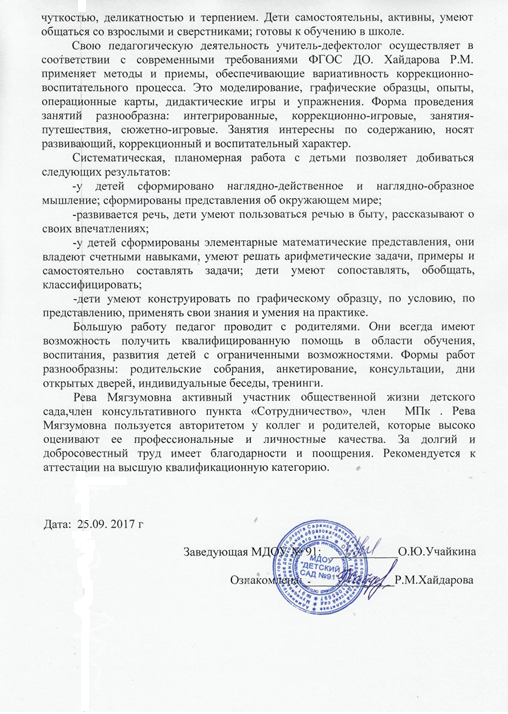 чуткостью, деликатностью и терпением. Дети самостоятельны, активны, умеют
общаться со взрослыми и сверстниками; готовы к обучению в школе.
Свою педагогическую деятельность учитель-дефектолог осуществляет в
соответствии с современными требованиями ФГОС ДО. Хайдарова Р.М.
применяет методы и приемы, обеспечивающие вариативность коррекционно-
воспитательного процесса. Это моделирование, графические образцы, опыты,
операционные карты, дидактические игры и упражнения. Форма проведения
занятий разнообразна: интегрированные, коррекционно-игровые, занятия-
путешествия, сюжетно-игровые. Занятия интересны по содержанию, носят
развивающий, коррекционный и воспитательный характер.
Систематическая, планомерная работа с детьми позволяет добиваться
следующих результатов:
-у детей сформировано наглядно-действенное и наглядно-образное
мышление; сформированы представления об окружающем мире;
-развивается речь, дети умеют пользоваться речью в быту, рассказывают о
своих впечатлениях;
-у детей сформированы элементарные математические представления, они
владеют счетными навыками, умеют решать арифметические задачи, примеры и
самостоятельно составлять задачи; дети умеют сопоставлять, обобщать,
классифицировать;
-дети умеют конструировать по графическому образцу, по условию, по
представлению, применять свои знания и умения на практике.
Большую работу педагог проводит с родителями. Они всегда имеют
возможность получить квалифицированную помощь в области обучения,
воспитания, развития детей с ограниченными возможностями. Формы работ
разнообразны: родительские собрания, анкетирование, консультации, дни
открытых дверей, индивидуальные беседы, тренинги.
Рева Мягзумовна активный участник общественной жизни детского
сада,член консультативного пункта «Сотрудничество», член МПк . Рева
Мягзумовна пользуется авторитетом у коллег и родителей, которые высоко
оценивают ее профессиональные и личностные качества. За долгий и
добросовестный труд имеет благодарности и поощрения. Рекомендуется к
аттестации на высшую квалификационную категорию.
Дата: 25.09. 2017 г
Заведующая МДОУ № 91: О.Ю.Учайкина
Ознакомлена: Р.М.Хайдарова
МДОУ
"ДЕТСКИЙ
САД №91"